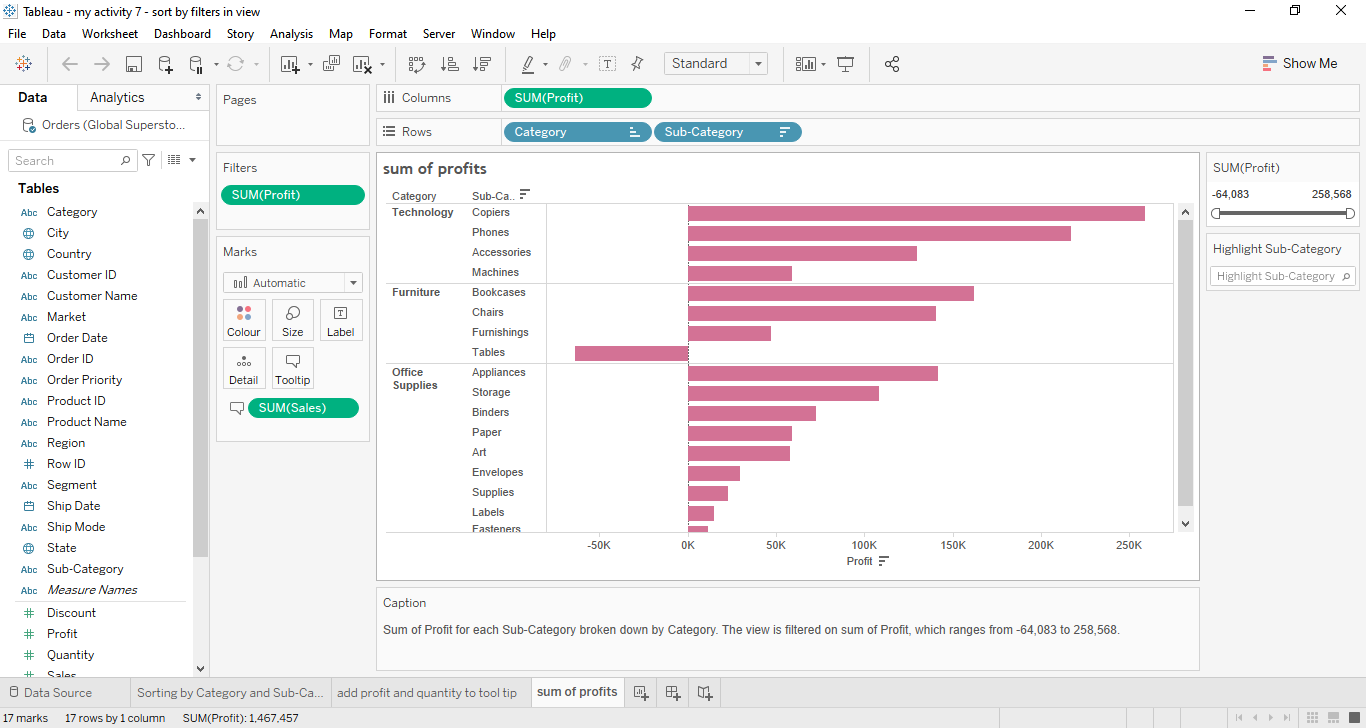 Tableau - my activity 7 - sort by filters in view
File Data Worksheet Dashboard Story Analysis Map Format Server Window Help
Standard
Show Me
Data Analytics
Orders (Global Supersto...
Search
Tables
Abc Category
City
Country
Abc Customer ID
Abc Customer Name
Abc Market
Order Date
Abc Order ID
Abc Order Priority
Abc Product ID
Abc Product Name
Abc Region
# Row ID
Abc Segment
Ship Date
Abc Ship Mode
State
Abc Sub-Category
Abc Measure Names
# Discount
# Profit
# Quantity
# Sales
Pages
Filters
SUM(Profit)
Marks
Automatic
Colour Size Label
Detail Tooltip
SUM(Sales)
Columns SUM(Profit)
Rows Category Sub-Category
sum of profits
Category Sub-Ca..
Technology Copiers
Phones
Accessories
Machines
Furniture Bookcases
Chairs
Furnishings
Tables
Office Supplies Appliances
Storage
Binders
Paper
Art
Envelopes
Supplies
Labels
Fasteners
-50K 0K 50K 100K 150K 200K 250K
Profit
Caption
Sum of Profit for each Sub-Category broken down by Category. The view is filtered on sum of Profit, which ranges from -64,083 to 258,568.
SUM(Profit)
-64,083 258,568
Highlight Sub-Category
Highlight Sub-Category
Data Source Sorting by Category and Sub-Ca... add profit and quantity to tool tip sum of profits
17 marks 17 rows by 1 column SUM(Profit): 1,467,457